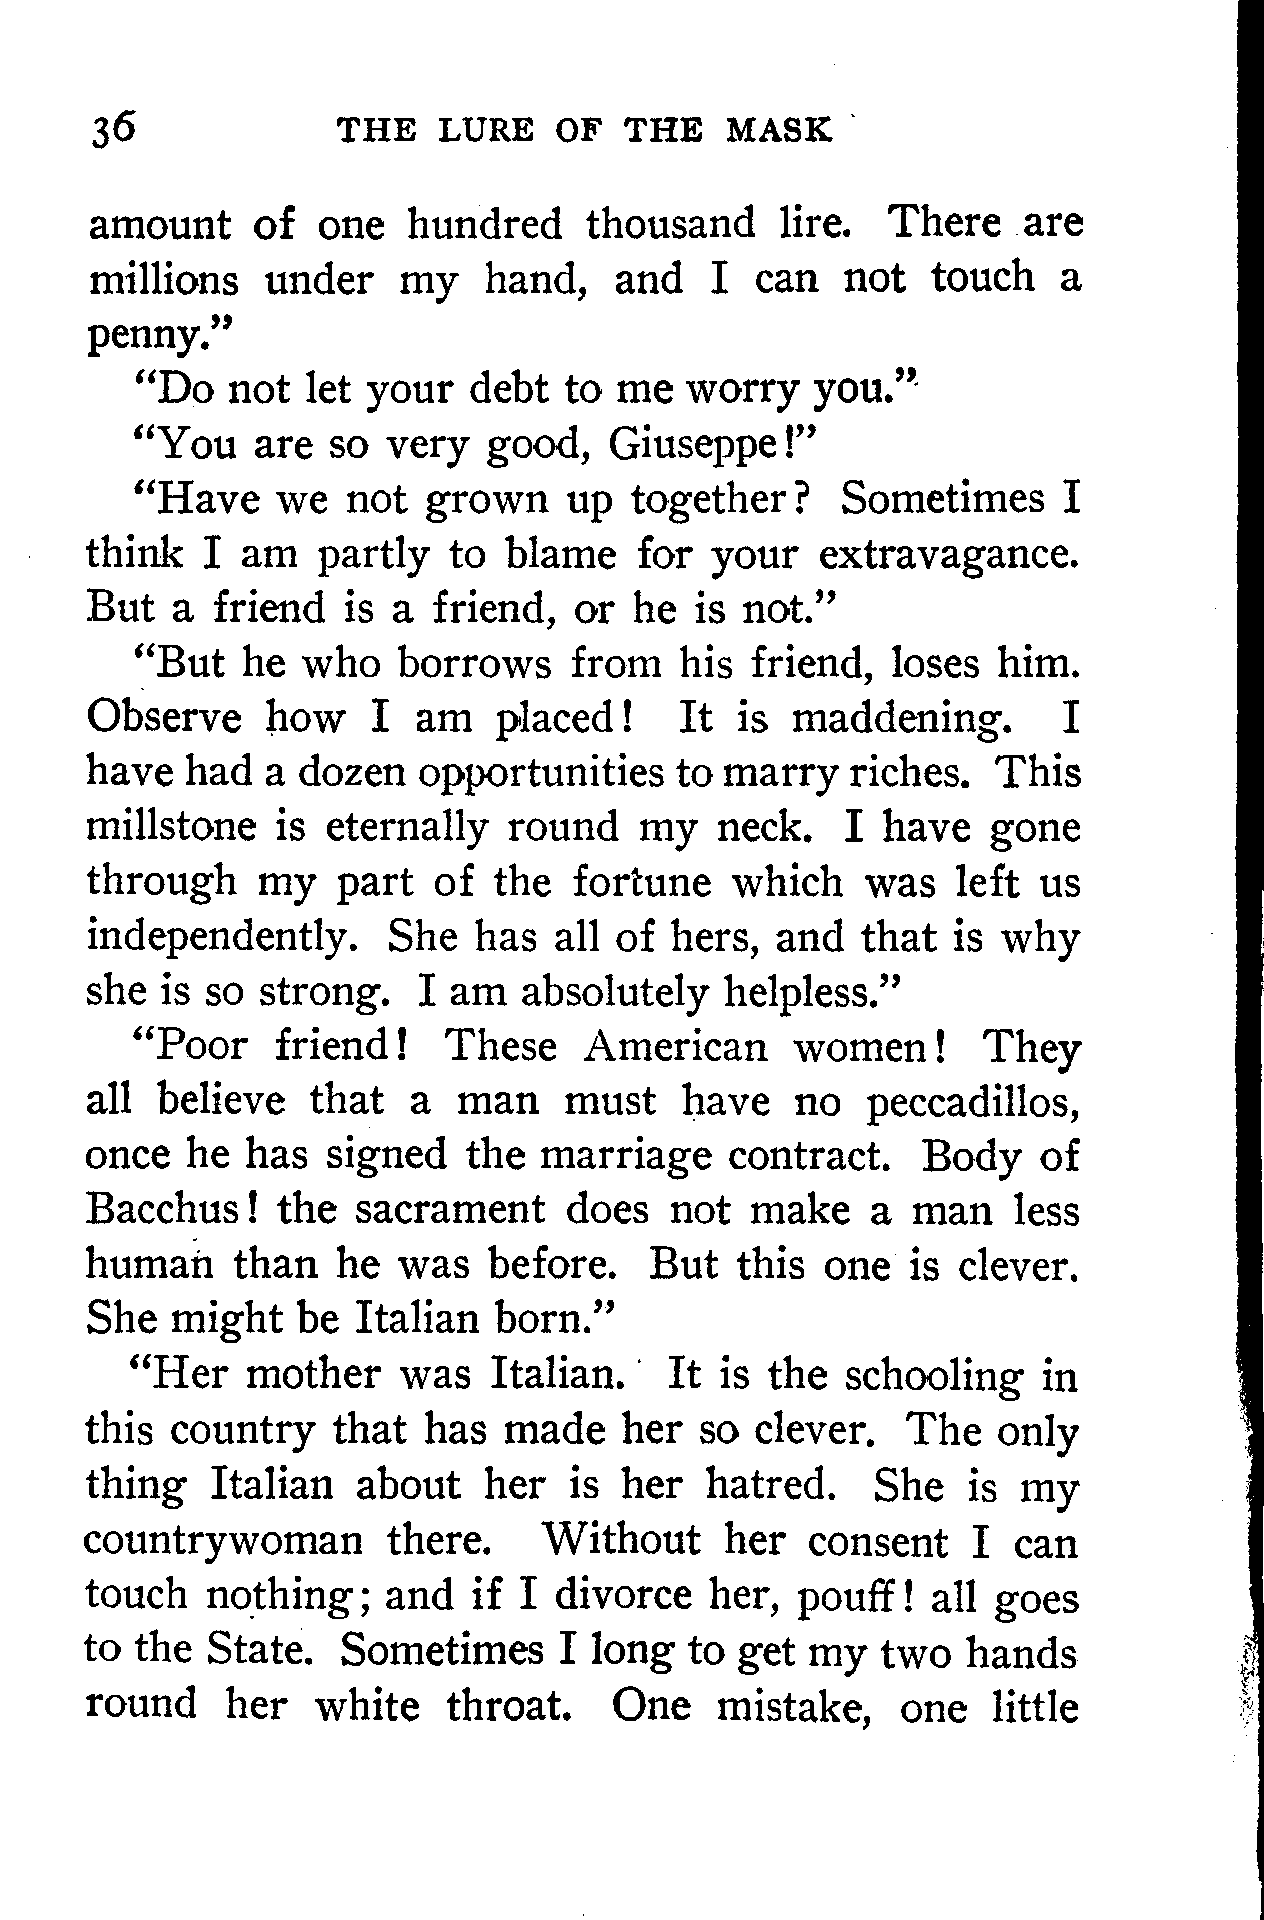 36 THE LURE OF THE MASK
amount of one hundred thousand lire. There are
millions under my hand, and I can not touch a
penny."
"Do not let your debt to me worry you."
"You are so very good, Giuseppe!"
"Have we not grown up together? Sometimes I
think I am partly to blame for your extravagance.
But a friend is a friend, or he is not."
"But he who borrows from his friend, loses him.
Observe how I am placed! It is maddening. I
have had a dozen opportunities to marry riches. This
millstone is eternally round my neck. I have gone
through my part of the fortune which was left us
independently. She has all of hers, and that is why
she is so strong. I am absolutely helpless."
"Poor friend! These American women! They
all believe that a man must have no peccadillos,
once he has signed the marriage contract. Body of
Bacchus! the sacrament does not make a man less
human than he was before. But this one is clever.
She might be Italian born."
"Her mother was Italian. It is the schooling in
this country that has made her so clever. The only
thing Italian about her is her hatred. She is my
countrywoman there. Without her consent I can
touch nothing; and if I divorce her, pouff! all goes
to the State. Sometimes I long to get my two hands
round her white throat. One mistake, one little